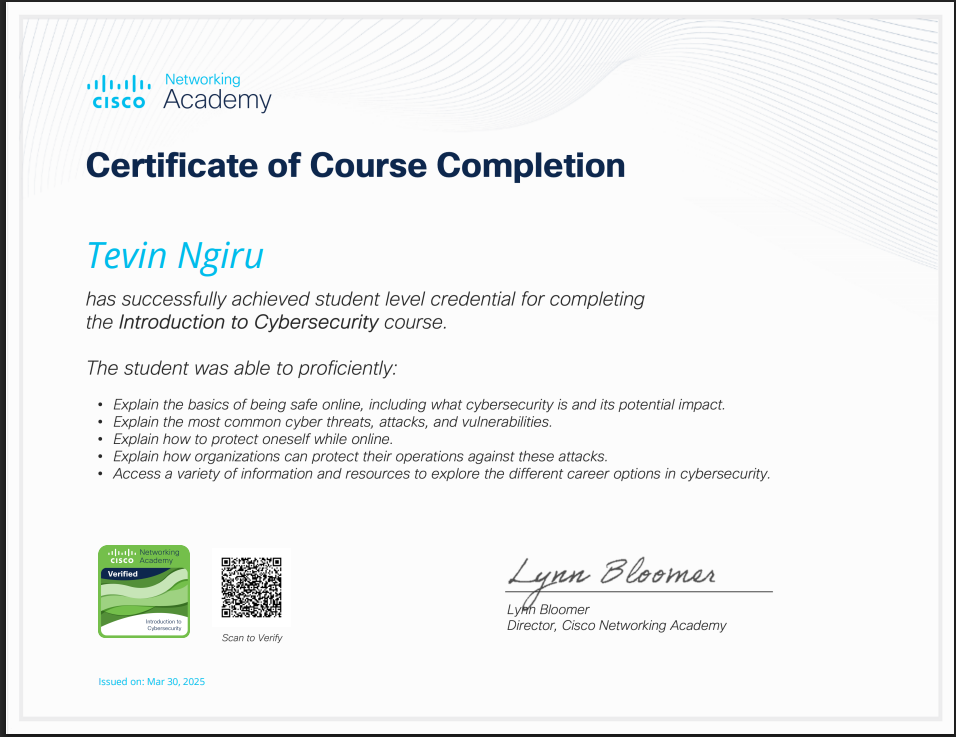 Networking
CISCO Academy
Certificate of Course Completion
Tevin Ngiru
has successfully achieved student level credential for completing
the Introduction to Cybersecurity course.
The student was able to proficiently:
• Explain the basics of being safe online, including what cybersecurity is and its potential impact.
• Explain the most common cyber threats, attacks, and vulnerabilities.
• Explain how to protect oneself while online.
• Explain how organizations can protect their operations against these attacks.
• Access a variety of information and resources to explore the different career options in cybersecurity.
Networking
CISCO Academy
Verified
Introduction to
Cybersecurity
Scan to Verify
Lynn Bloomer
Lynn Bloomer
Director, Cisco Networking Academy
Issued on: Mar 30, 2025